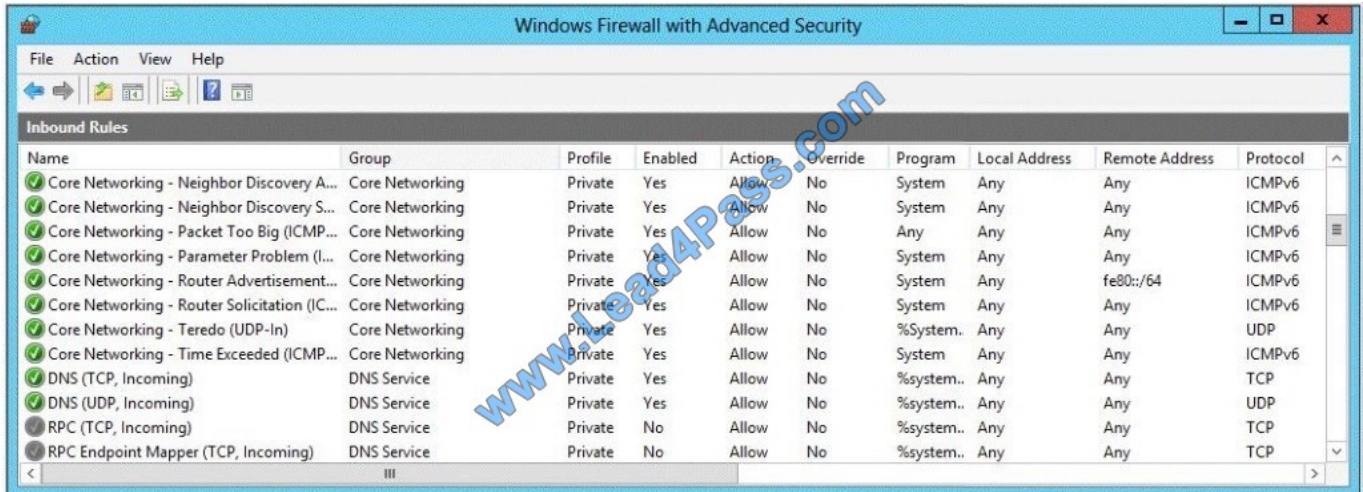 Windows Firewall with Advanced Security
File Action View Help
Inbound Rules
Name Group Profile Enabled Action Override Program Local Address Remote Address Protocol
Core Networking - Neighbor Discovery A... Core Networking Private Yes Allow No System Any Any ICMPv6
Core Networking - Neighbor Discovery S... Core Networking Private Yes Allow No System Any Any ICMPv6
Core Networking - Packet Too Big (ICMP... Core Networking Private Yes Allow No Any Any Any ICMPv6
Core Networking - Parameter Problem (I... Core Networking Private Yes Allow No System Any Any ICMPv6
Core Networking - Router Advertisement... Core Networking Private Yes Allow No System Any fe80::/64 ICMPv6
Core Networking - Router Solicitation (IC... Core Networking Private Yes Allow No System Any Any ICMPv6
Core Networking - Teredo (UDP-In) Core Networking Private Yes Allow No %System.. Any Any UDP
Core Networking - Time Exceeded (ICMP... Core Networking Private Yes Allow No System Any Any ICMPv6
DNS (TCP, Incoming) DNS Service Private Yes Allow No %system.. Any Any TCP
DNS (UDP, Incoming) DNS Service Private Yes Allow No %system.. Any Any UDP
RPC (TCP, Incoming) DNS Service Private No Allow No %system.. Any Any TCP
RPC Endpoint Mapper (TCP, Incoming) DNS Service Private No Allow No %system.. Any Any TCP
www.Lead4Pass.com